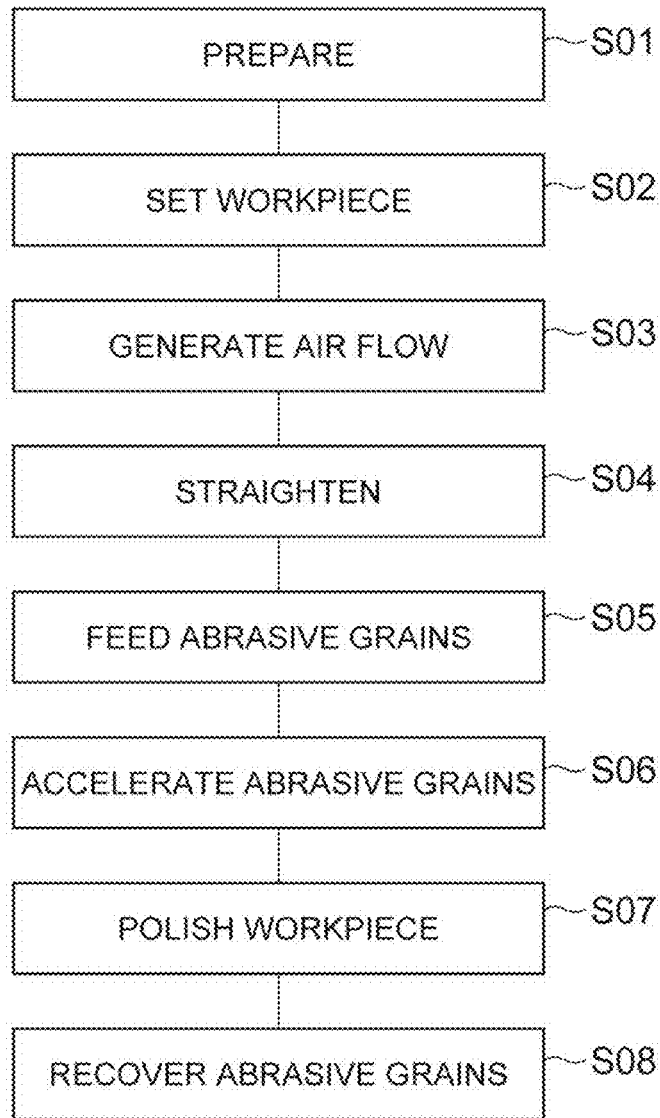 PREPARE S01
SET WORKPIECE S02
GENERATE AIR FLOW S03
STRAIGHTEN S04
FEED ABRASIVE GRAINS S05
ACCELERATE ABRASIVE GRAINS S06
POLISH WORKPIECE S07
RECOVER ABRASIVE GRAINS S08